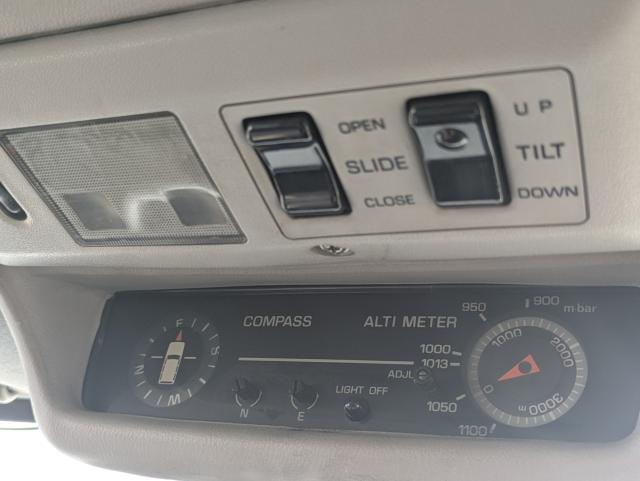 OPEN
SLIDE
CLOSE
UP
TILT
DOWN
COMPASS
ALTI METER
950
900
m bar
1000
1013
ADJ.
1050
1100
LIGHT OFF
N
E
N
W
S
0
1000
2000
3000
m